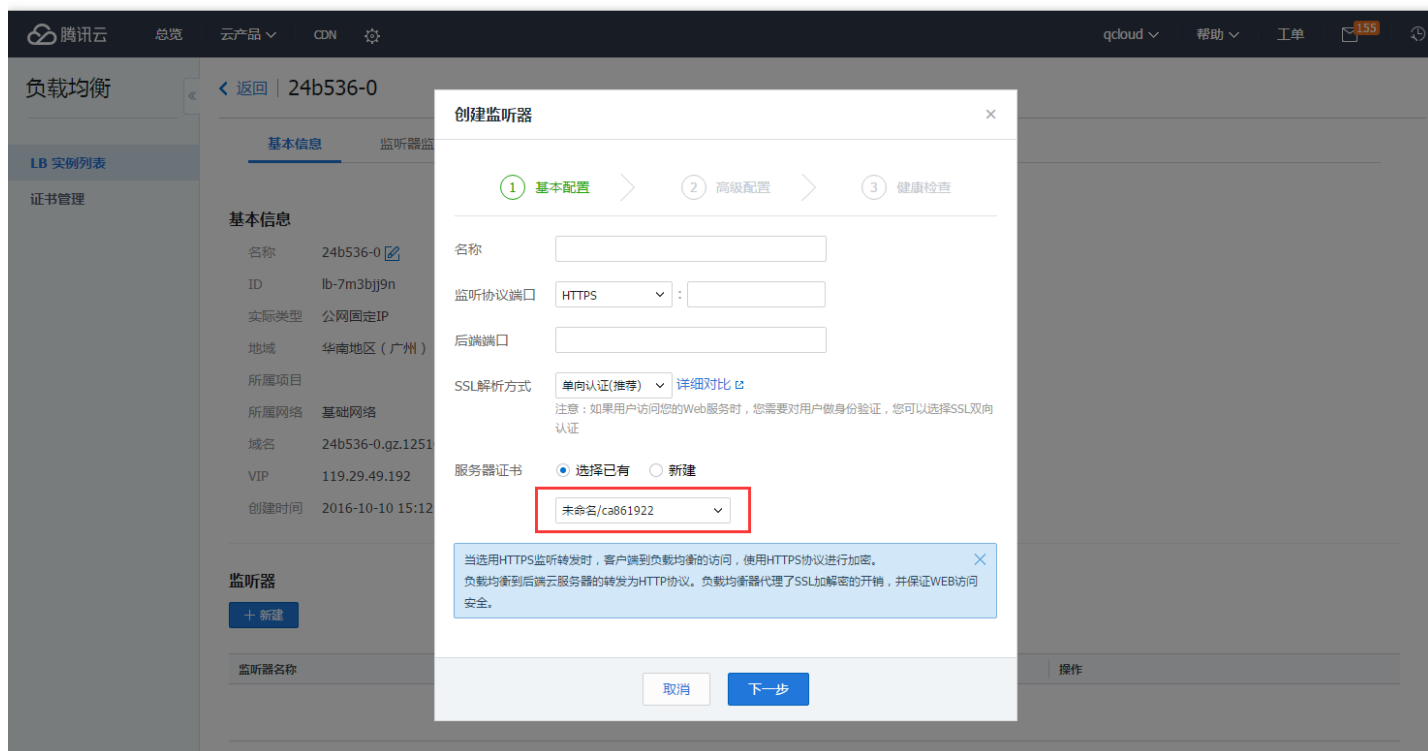 腾讯云 总览 云产品 CDN qcloud 帮助 工单 155
负载均衡
LB 实例列表
证书管理
返回 24b536-0
基本信息 监听器监
基本信息
名称 24b536-0
ID lb-7m3bjj9n
实际类型 公网固定IP
地域 华南地区（广州）
所属项目
所属网络 基础网络
域名 24b536-0.gz.1251
VIP 119.29.49.192
创建时间 2016-10-10 15:12
监听器
+ 新建
监听器名称 操作
创建监听器 ×
1 基本配置 2 高级配置 3 健康检查
名称
监听协议端口 HTTPS :
后端端口
SSL解析方式 单向认证(推荐) 详细对比
注意：如果用户访问您的Web服务时，您需要对用户做身份验证，您可以选择SSL双向
认证
服务器证书 选择已有 新建
未命名/ca861922
当选用HTTPS监听转发时，客户端到负载均衡的访问，使用HTTPS协议进行加密。
负载均衡到后端云服务器的转发为HTTP协议。负载均衡器代理了SSL加解密的开销，并保证WEB访问
安全。
取消 下一步